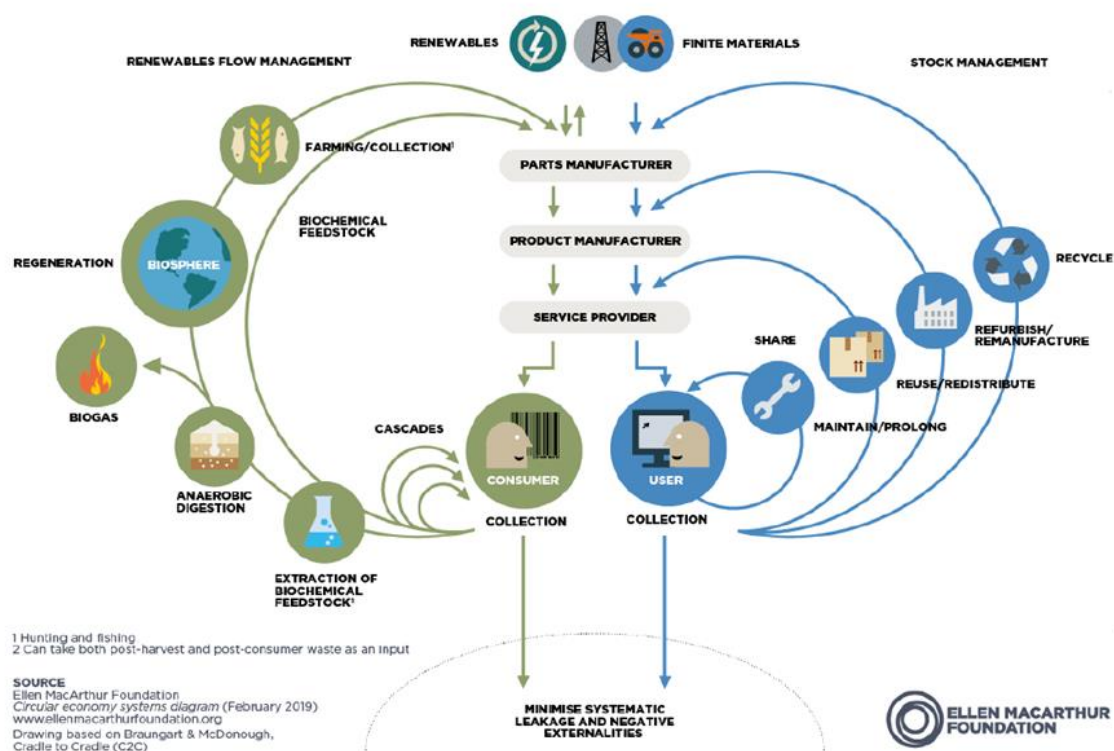 RENEWABLES
FINITE MATERIALS
RENEWABLES FLOW MANAGEMENT
STOCK MANAGEMENT
FARMING/COLLECTION¹
PARTS MANUFACTURER
BIOCHEMICAL
FEEDSTOCK
PRODUCT MANUFACTURER
REGENERATION
BIOSPHERE
RECYCLE
SERVICE PROVIDER
SHARE
REFURBISH/
REMANUFACTURE
REUSE/REDISTRIBUTE
BIOGAS
CASCADES
MAINTAIN/PROLONG
CONSUMER
USER
ANAEROBIC
DIGESTION
COLLECTION
COLLECTION
EXTRACTION OF
BIOCHEMICAL
FEEDSTOCK²
1 Hunting and fishing
2 Can take both post-harvest and post-consumer waste as an input
SOURCE
Ellen MacArthur Foundation
Circular economy systems diagram (February 2019)
www.ellenmacarthurfoundation.org
Drawing based on Braungart & McDonough,
Cradle to Cradle (C2C)
MINIMISE SYSTEMATIC
LEAKAGE AND NEGATIVE
EXTERNALITIES
ELLEN MACARTHUR
FOUNDATION